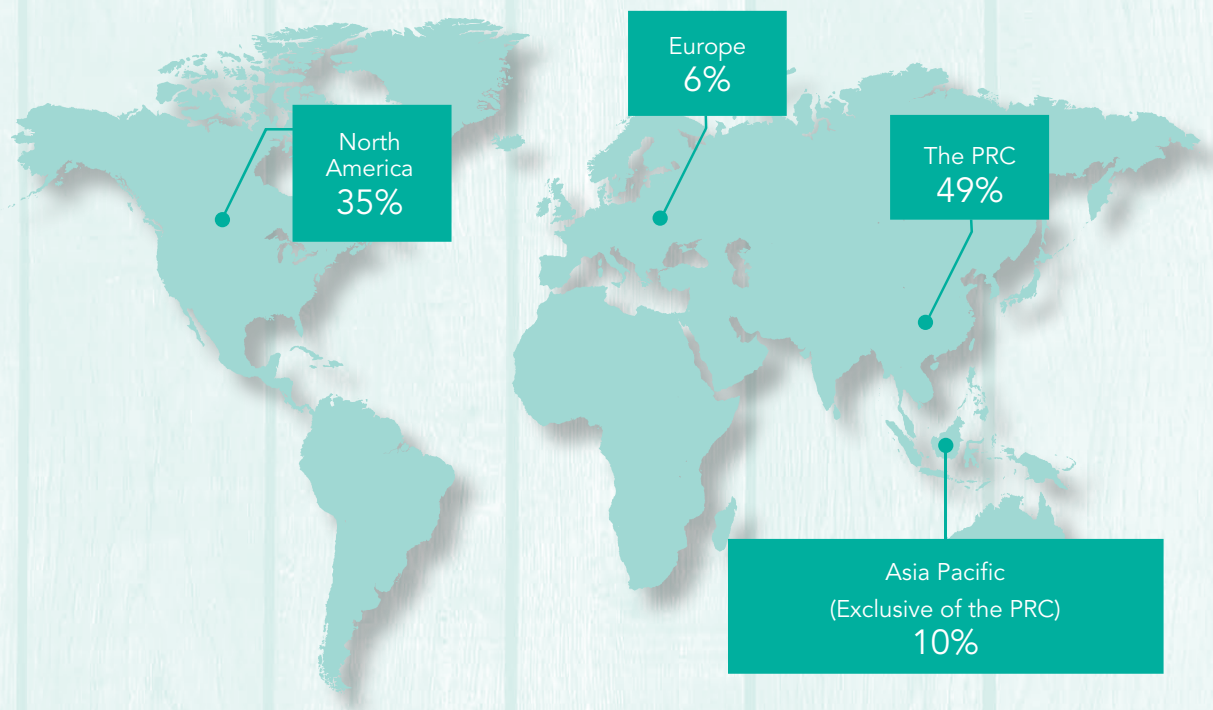 Europe
6%
North
America
35%
The PRC
49%
Asia Pacific
(Exclusive of the PRC)
10%